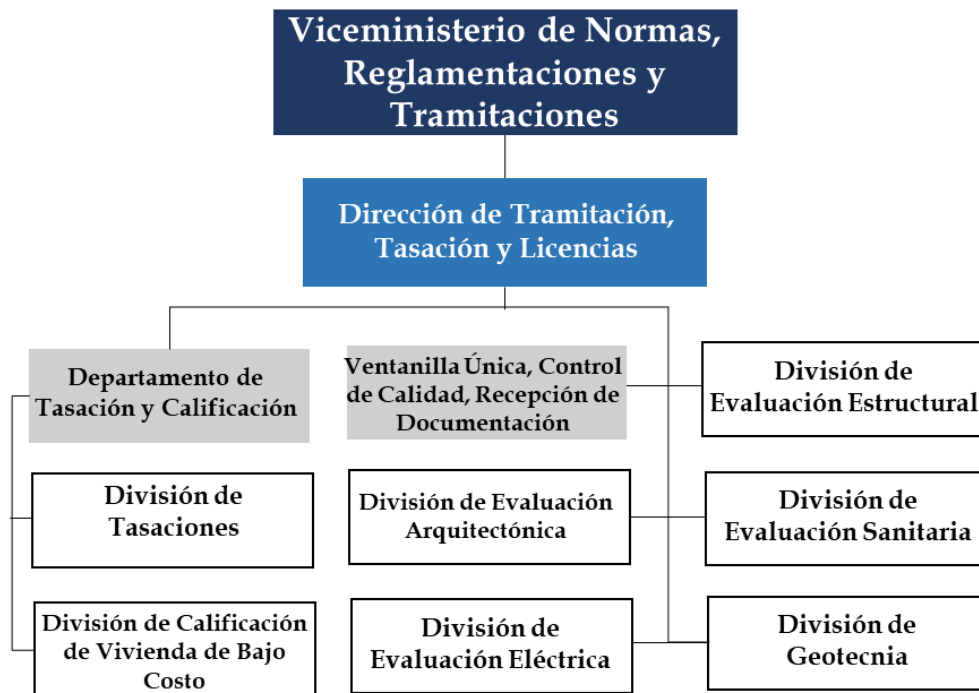 Viceministerio de Normas,
Reglamentaciones y
Tramitaciones
Dirección de Tramitación,
Tasación y Licencias
Departamento de
Tasación y Calificación
Ventanilla Única, Control
de Calidad, Recepción de
Documentación
División de
Evaluación Estructural
División de
Tasaciones
División de Evaluación
Arquitectónica
División de
Evaluación Sanitaria
División de Calificación
de Vivienda de Bajo
Costo
División de
Evaluación Eléctrica
División de
Geotecnia